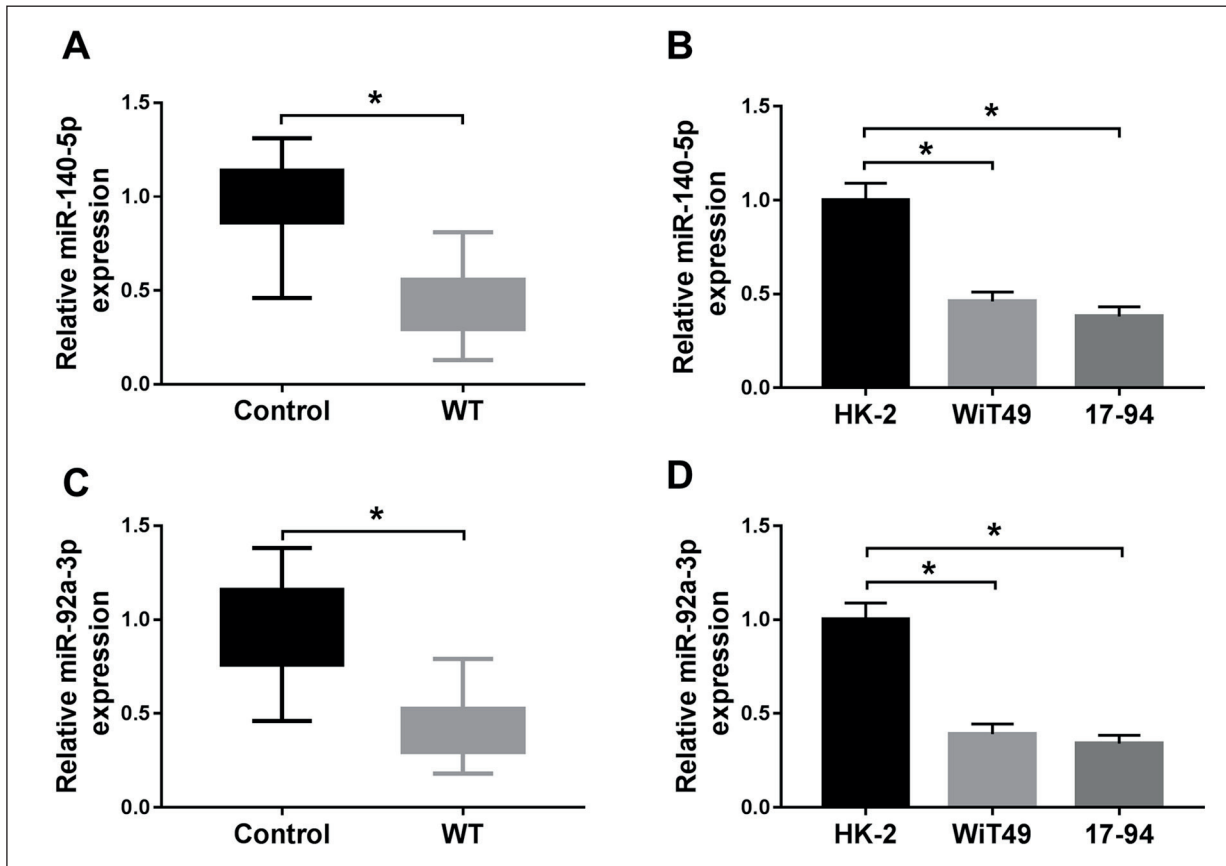 A
Relative miR-140-5p
expression
1.5
1.0
0.5
0.0
*
Control WT
B
Relative miR-140-5p
expression
1.5
1.0
0.5
0.0
*
*
HK-2 WiT49 17-94
C
Relative miR-92a-3p
expression
1.5
1.0
0.5
0.0
*
Control WT
D
Relative miR-92a-3p
expression
1.5
1.0
0.5
0.0
*
*
HK-2 WiT49 17-94